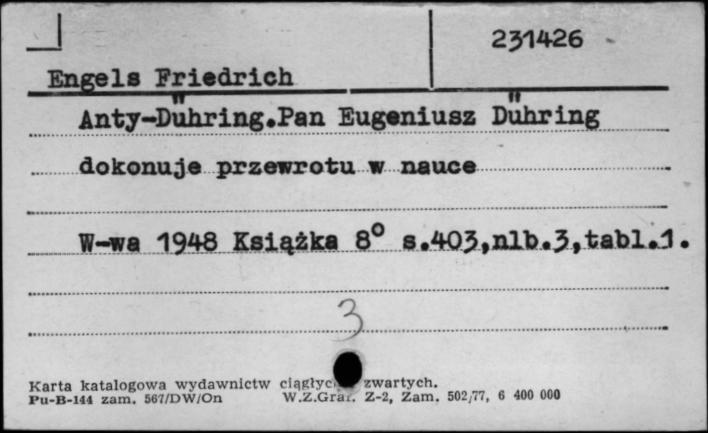 231426
Engels Friedrich
Anty-Dühring.Pan Eugeniusz Dühring
dokonuje przewrotu w nauce
W-wa 1948 Książka 8° s.403,nlb.3,tabl.1.
3
Karta katalogowa wydawnictw zwartych.
Pu-B-144 zam. 567/DW/On W.Z.Graf. Z-2, Zam. 502/77, 6 400 000